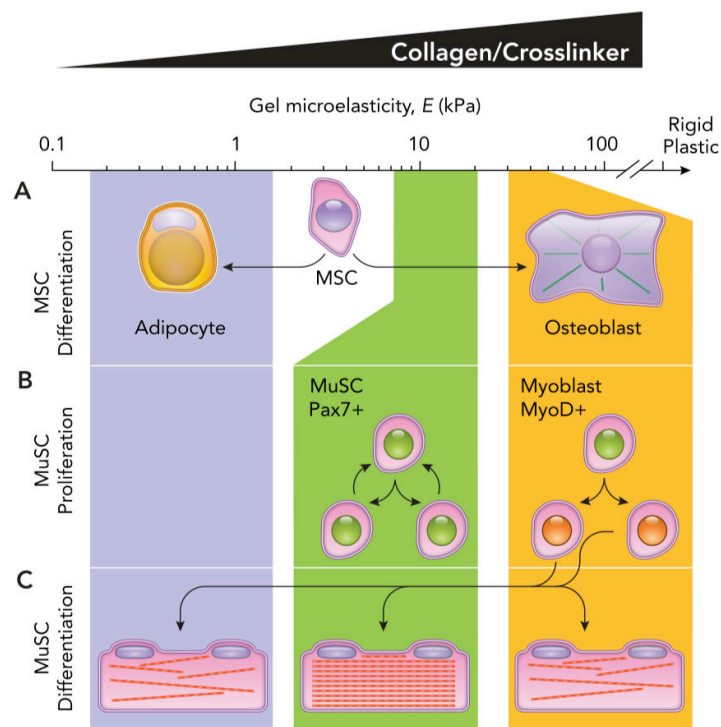 Collagen/Crosslinker
Gel microelasticity, E (kPa)
Rigid
Plastic
0.1
1
10
100
A
MSC
Differentiation
MSC
Adipocyte
Osteoblast
B
MuSC
Proliferation
MuSC
Pax7+
Myoblast
MyoD+
C
MuSC
Differentiation